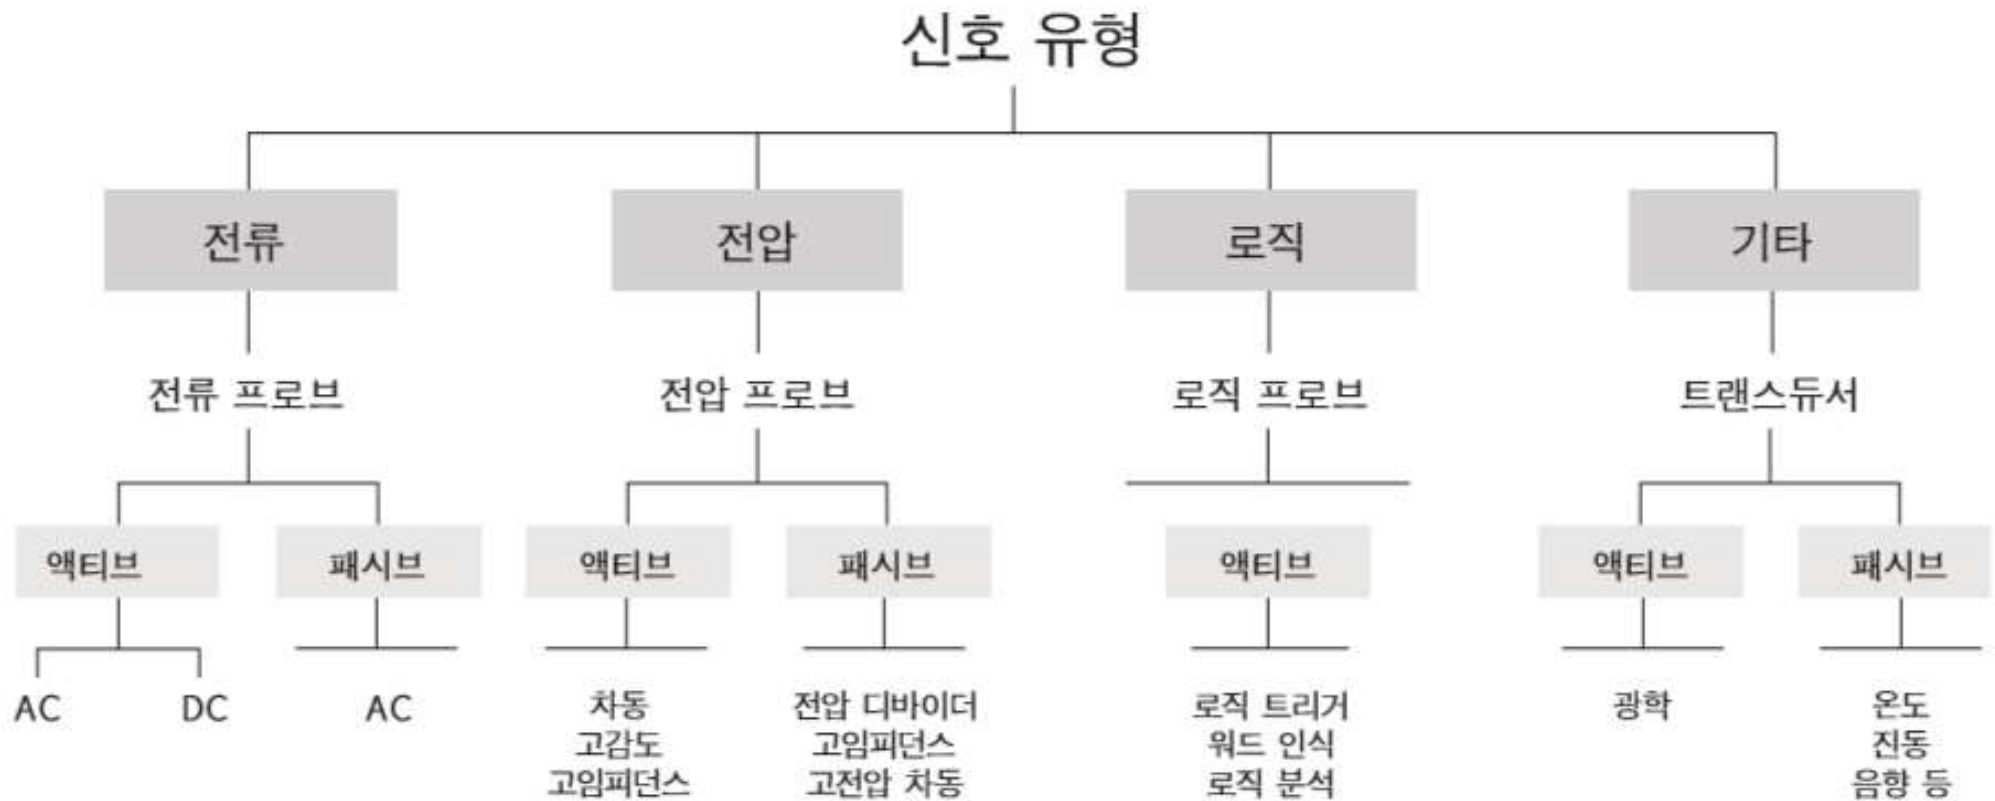 신호 유형
전류 전압 로직 기타
전류 프로브 전압 프로브 로직 프로브 트랜스듀서
액티브 패시브 액티브 패시브 액티브 액티브 패시브
AC DC AC 차동 전압 디바이더 로직 트리거 광학 온도
고감도 고임피던스 워드 인식 진동
고임피던스 고전압 차동 로직 분석 음향 등